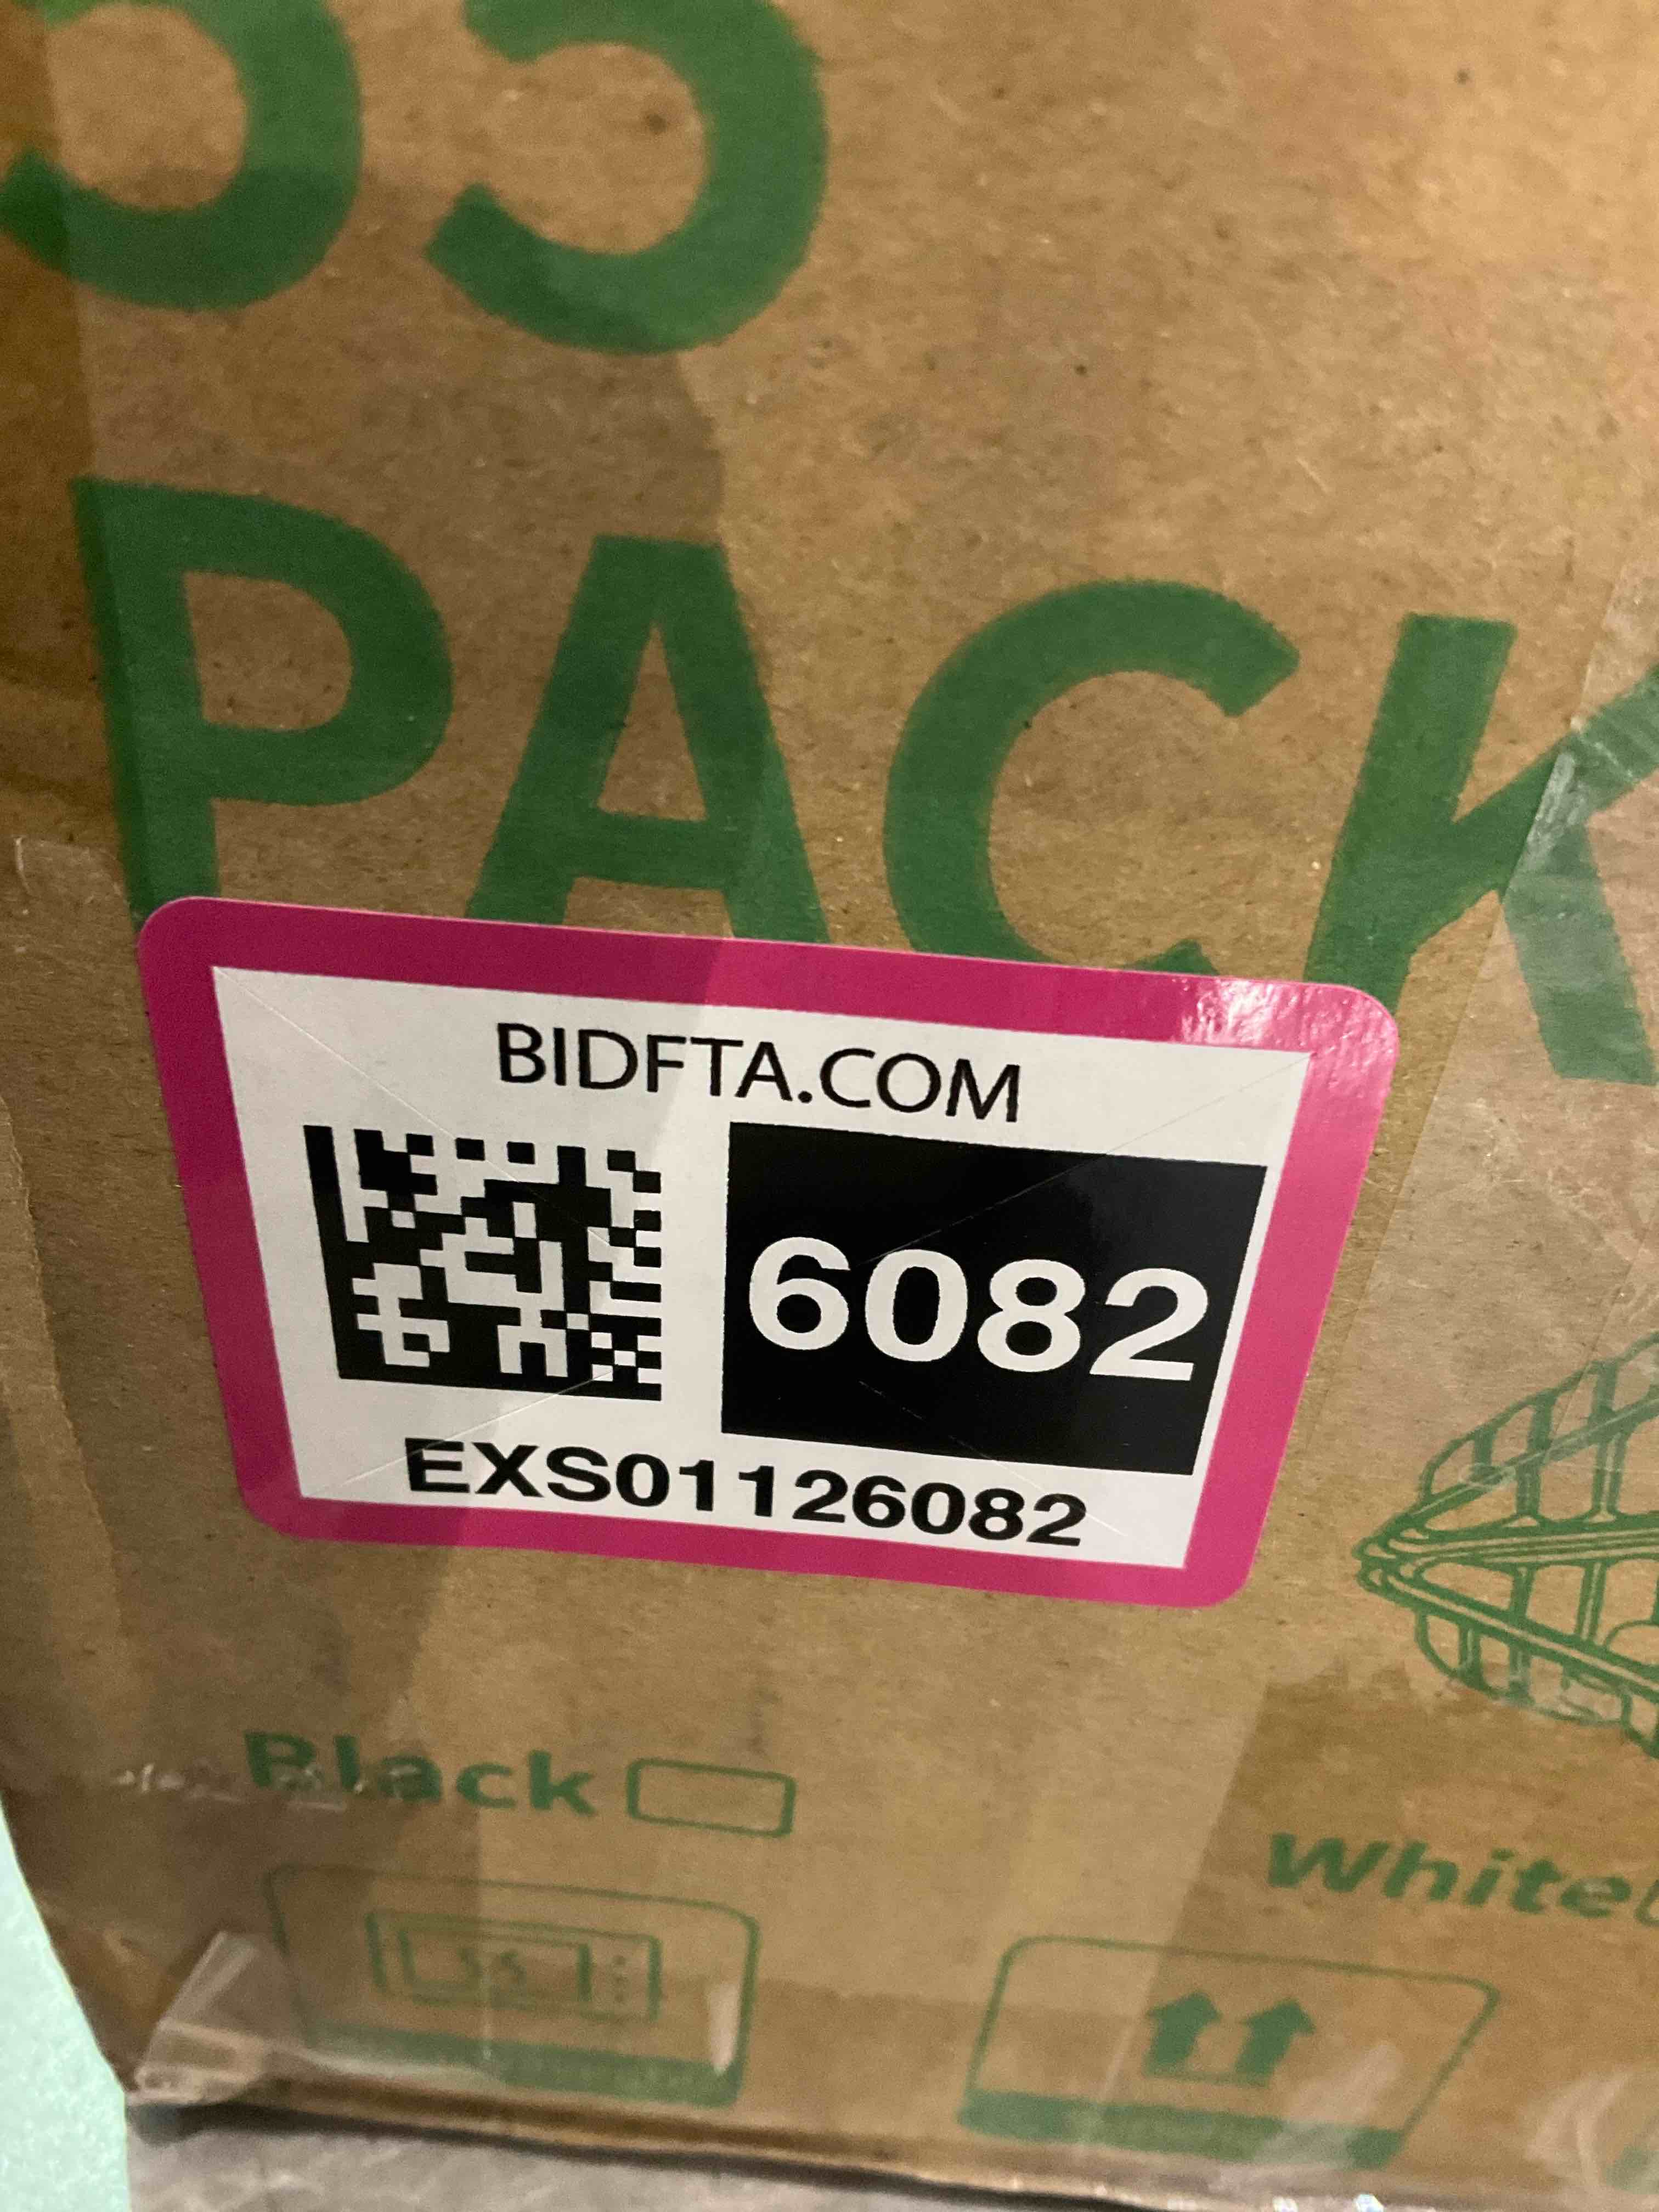 PACK
BIDFTA.COM
6082
EXS01126082
Black
White